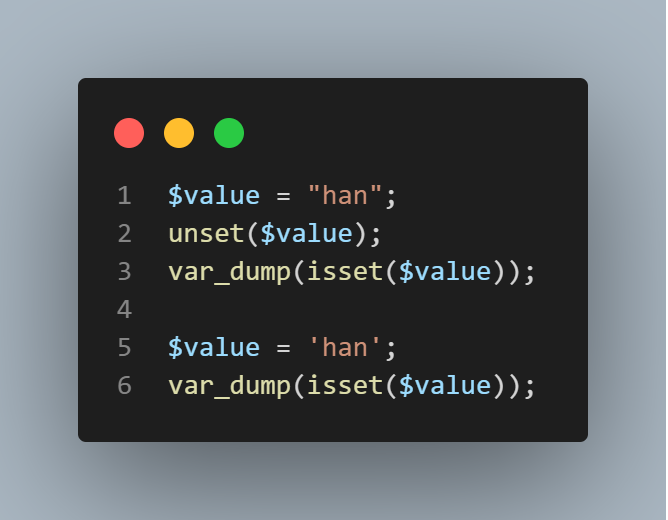 1 $value = "han";
2 unset($value);
3 var_dump(isset($value));
4
5 $value = 'han';
6 var_dump(isset($value));